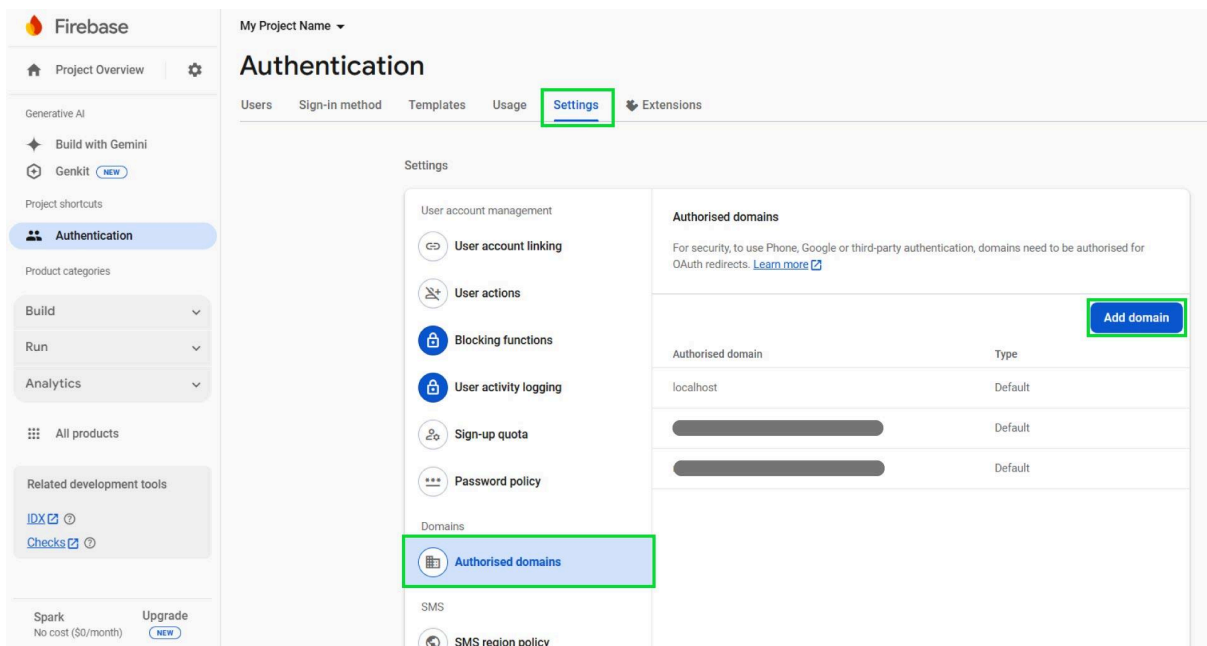 Firebase
Project Overview
Generative AI
Build with Gemini
Genkit NEW
Project shortcuts
Authentication
Product categories
Build
Run
Analytics
All products
Related development tools
IDX
Checks
Spark
No cost ($0/month)
Upgrade
NEW
My Project Name
Authentication
Users Sign-in method Templates Usage Settings Extensions
Settings
User account management
User account linking
User actions
Blocking functions
User activity logging
Sign-up quota
Password policy
Domains
Authorised domains
SMS
SMS region policy
Authorised domains
For security, to use Phone, Google or third-party authentication, domains need to be authorised for
OAuth redirects. Learn more
Add domain
Authorised domain Type
localhost Default
Default
Default